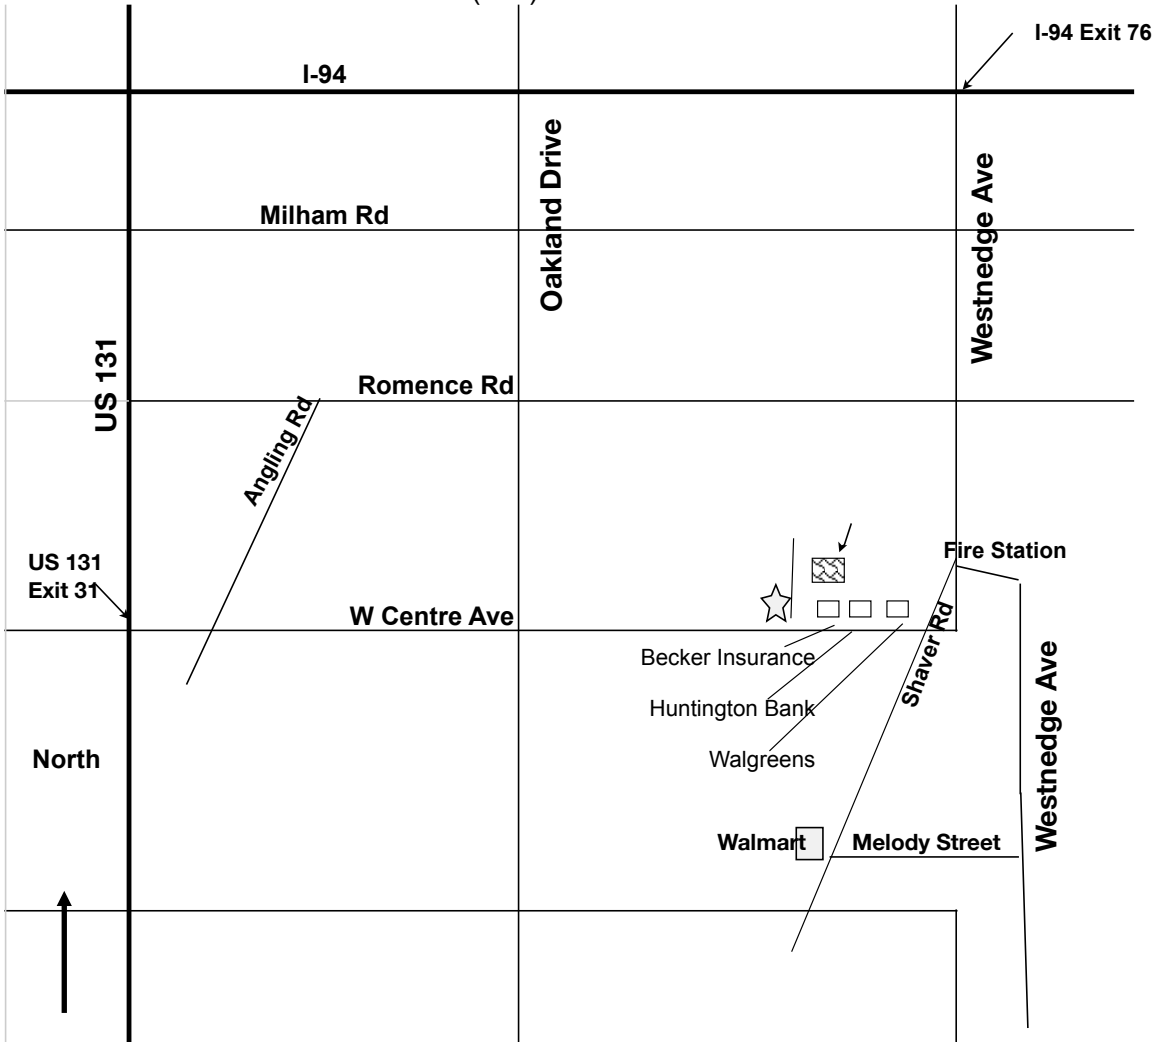 I-94 Exit 76
I-94
Oakland Drive
Westnedge Ave
Milham Rd
US 131
Romence Rd
Angling Rd
Fire Station
US 131
Exit 31
W Centre Ave
Shaver Rd
Becker Insurance
Huntington Bank
Walgreens
North
Westnedge Ave
Walmart
Melody Street